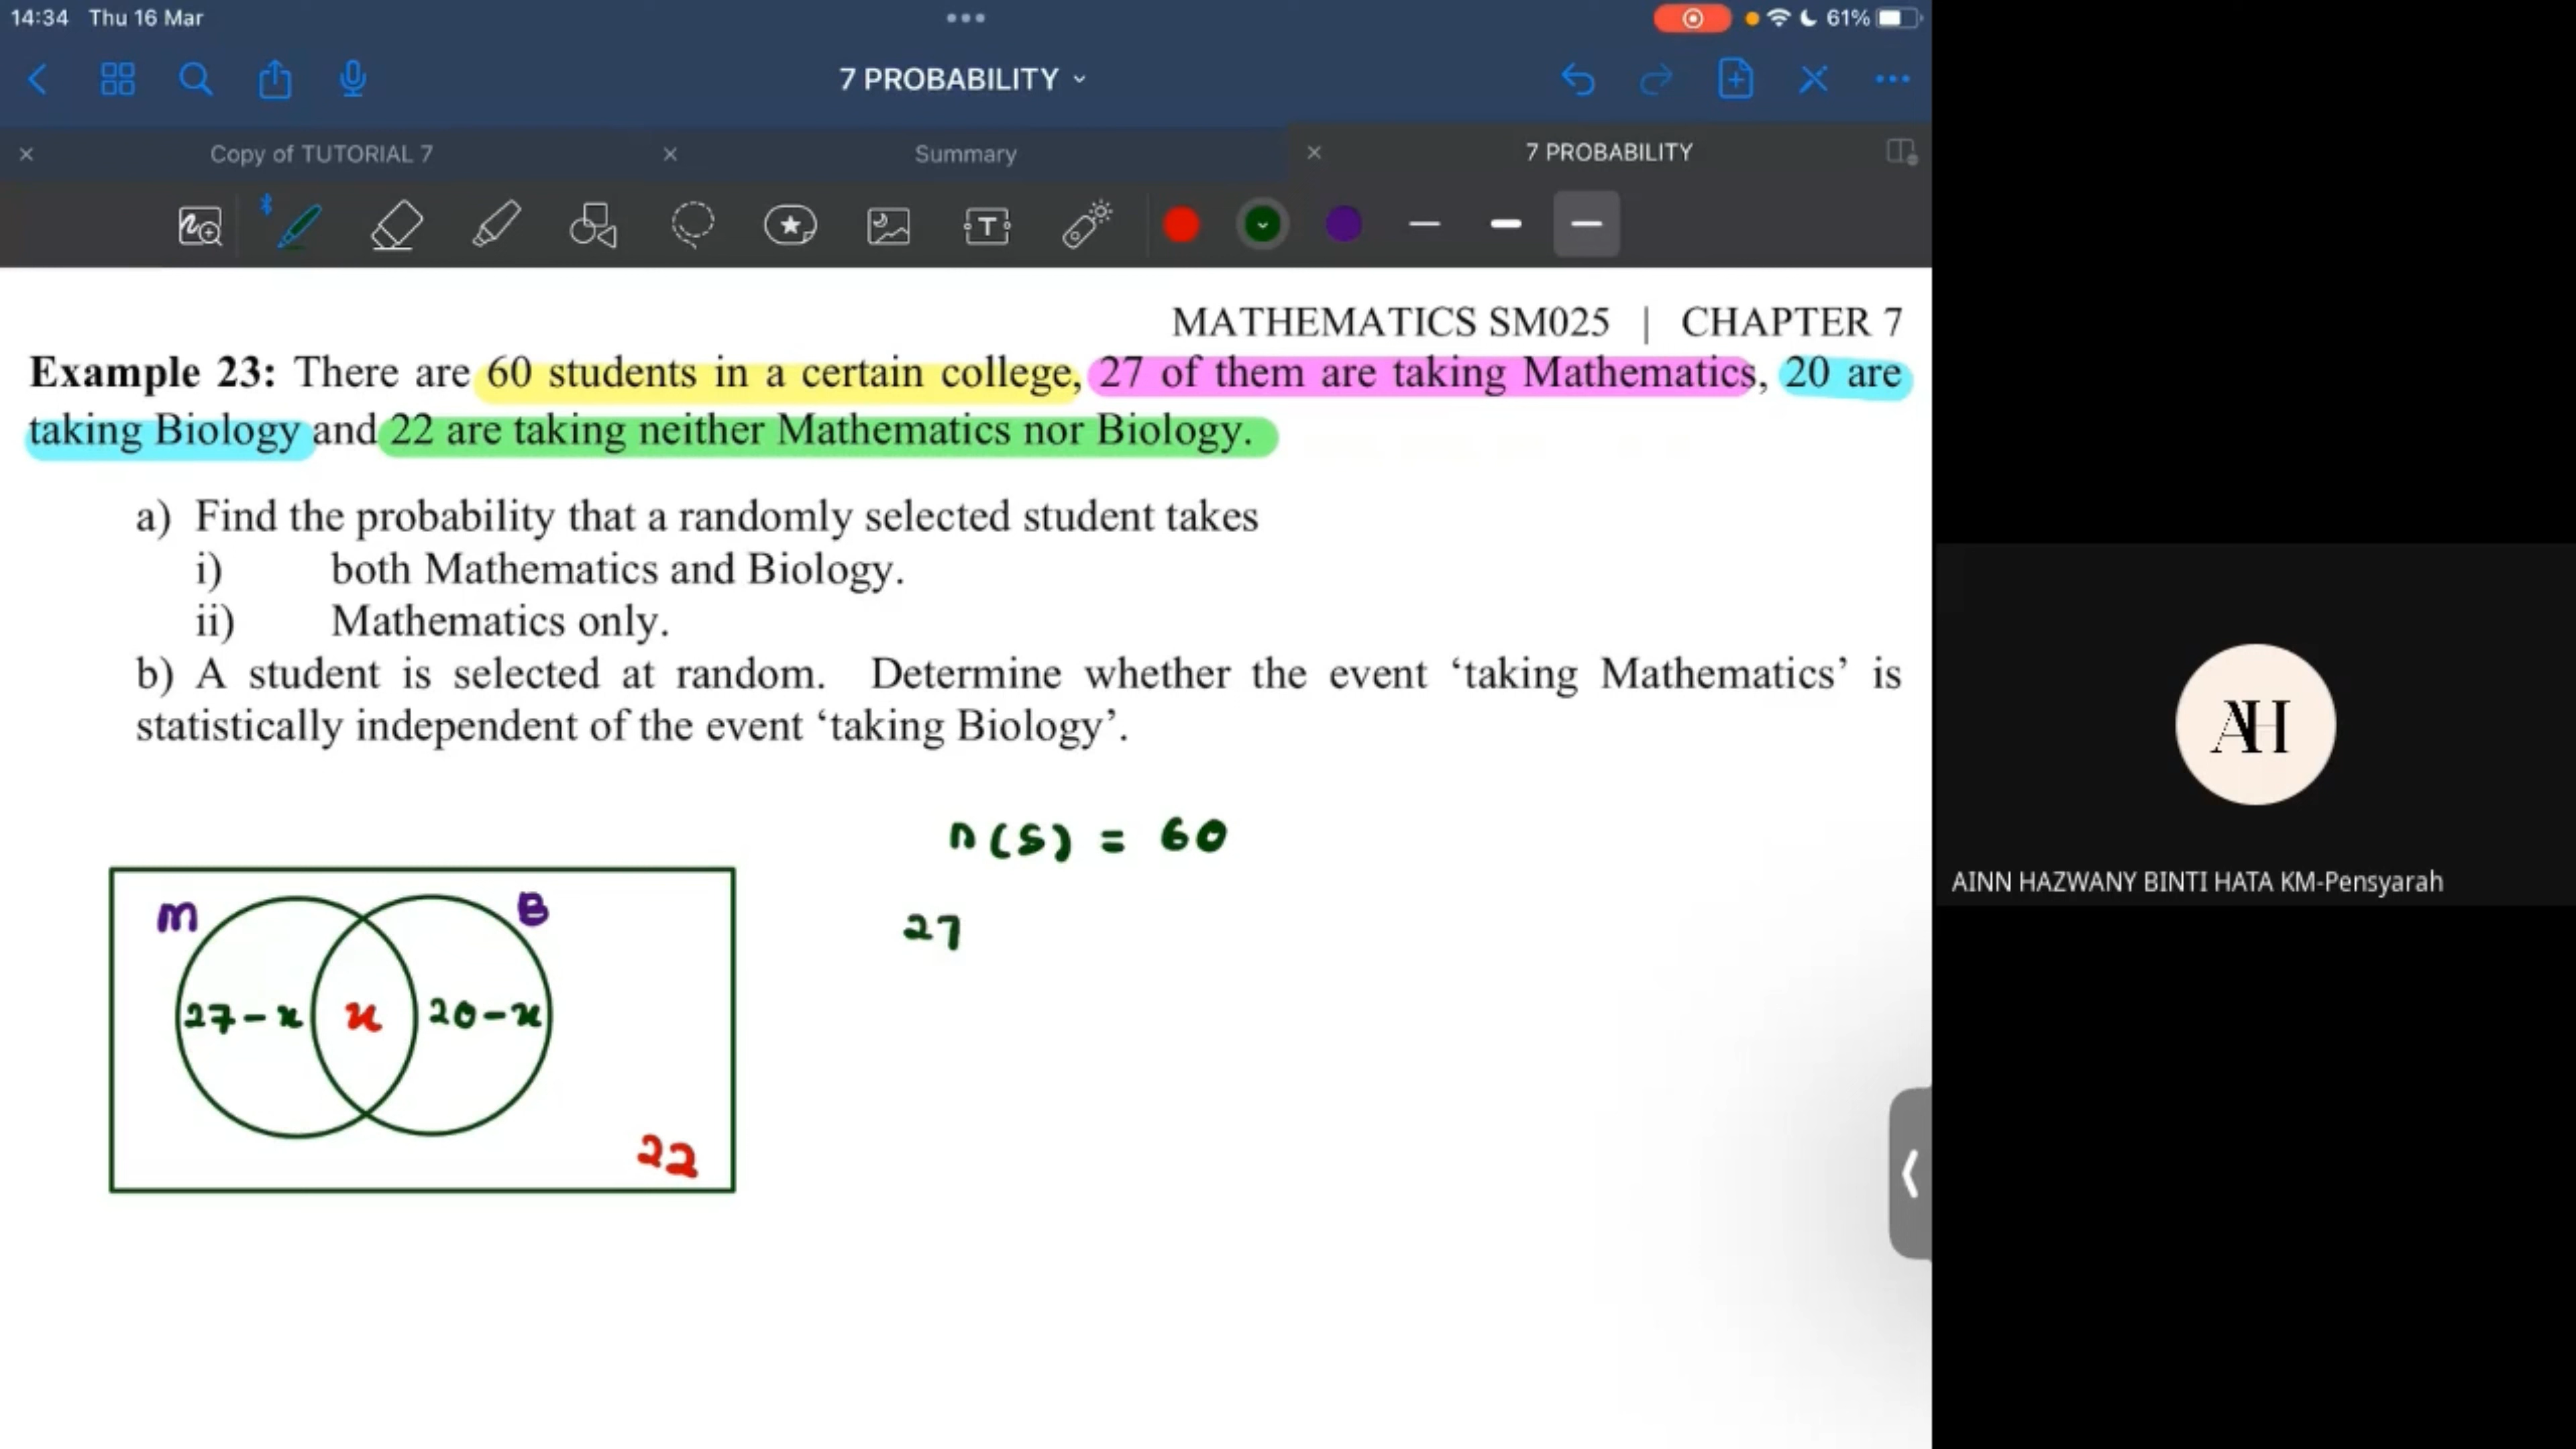 14:34 Thu 16 Mar
61%
7 PROBABILITY
Copy of TUTORIAL 7
Summary
7 PROBABILITY
T
MATHEMATICS SM025 | CHAPTER 7
Example 23: There are 60 students in a certain college, 27 of them are taking Mathematics, 20 are
taking Biology and 22 are taking neither Mathematics nor Biology.
a) Find the probability that a randomly selected student takes
i) both Mathematics and Biology.
ii) Mathematics only.
b) A student is selected at random. Determine whether the event ‘taking Mathematics’ is
statistically independent of the event ‘taking Biology’.
n(S) = 60
M B
27
27-x x 20-x
22
AH
AINN HAZWANY BINTI HATA KM-Pensyarah